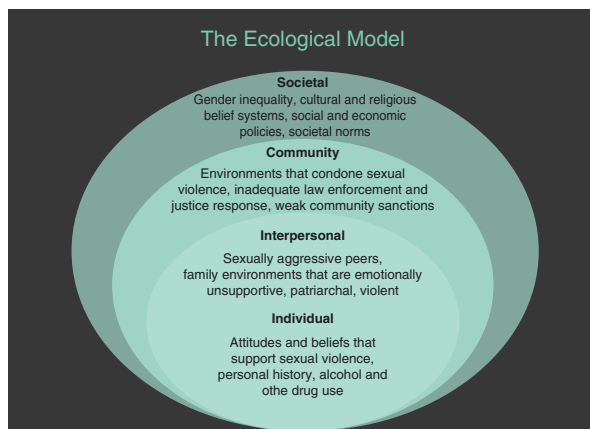 The Ecological Model
Societal
Gender inequality, cultural and religious
belief systems, social and economic
policies, societal norms
Community
Environments that condone sexual
violence, inadequate law enforcement and
justice response, weak community sanctions
Interpersonal
Sexually aggressive peers,
family environments that are emotionally
unsupportive, patriarchal, violent
Individual
Attitudes and beliefs that
support sexual violence,
personal history, alcohol and
othe drug use